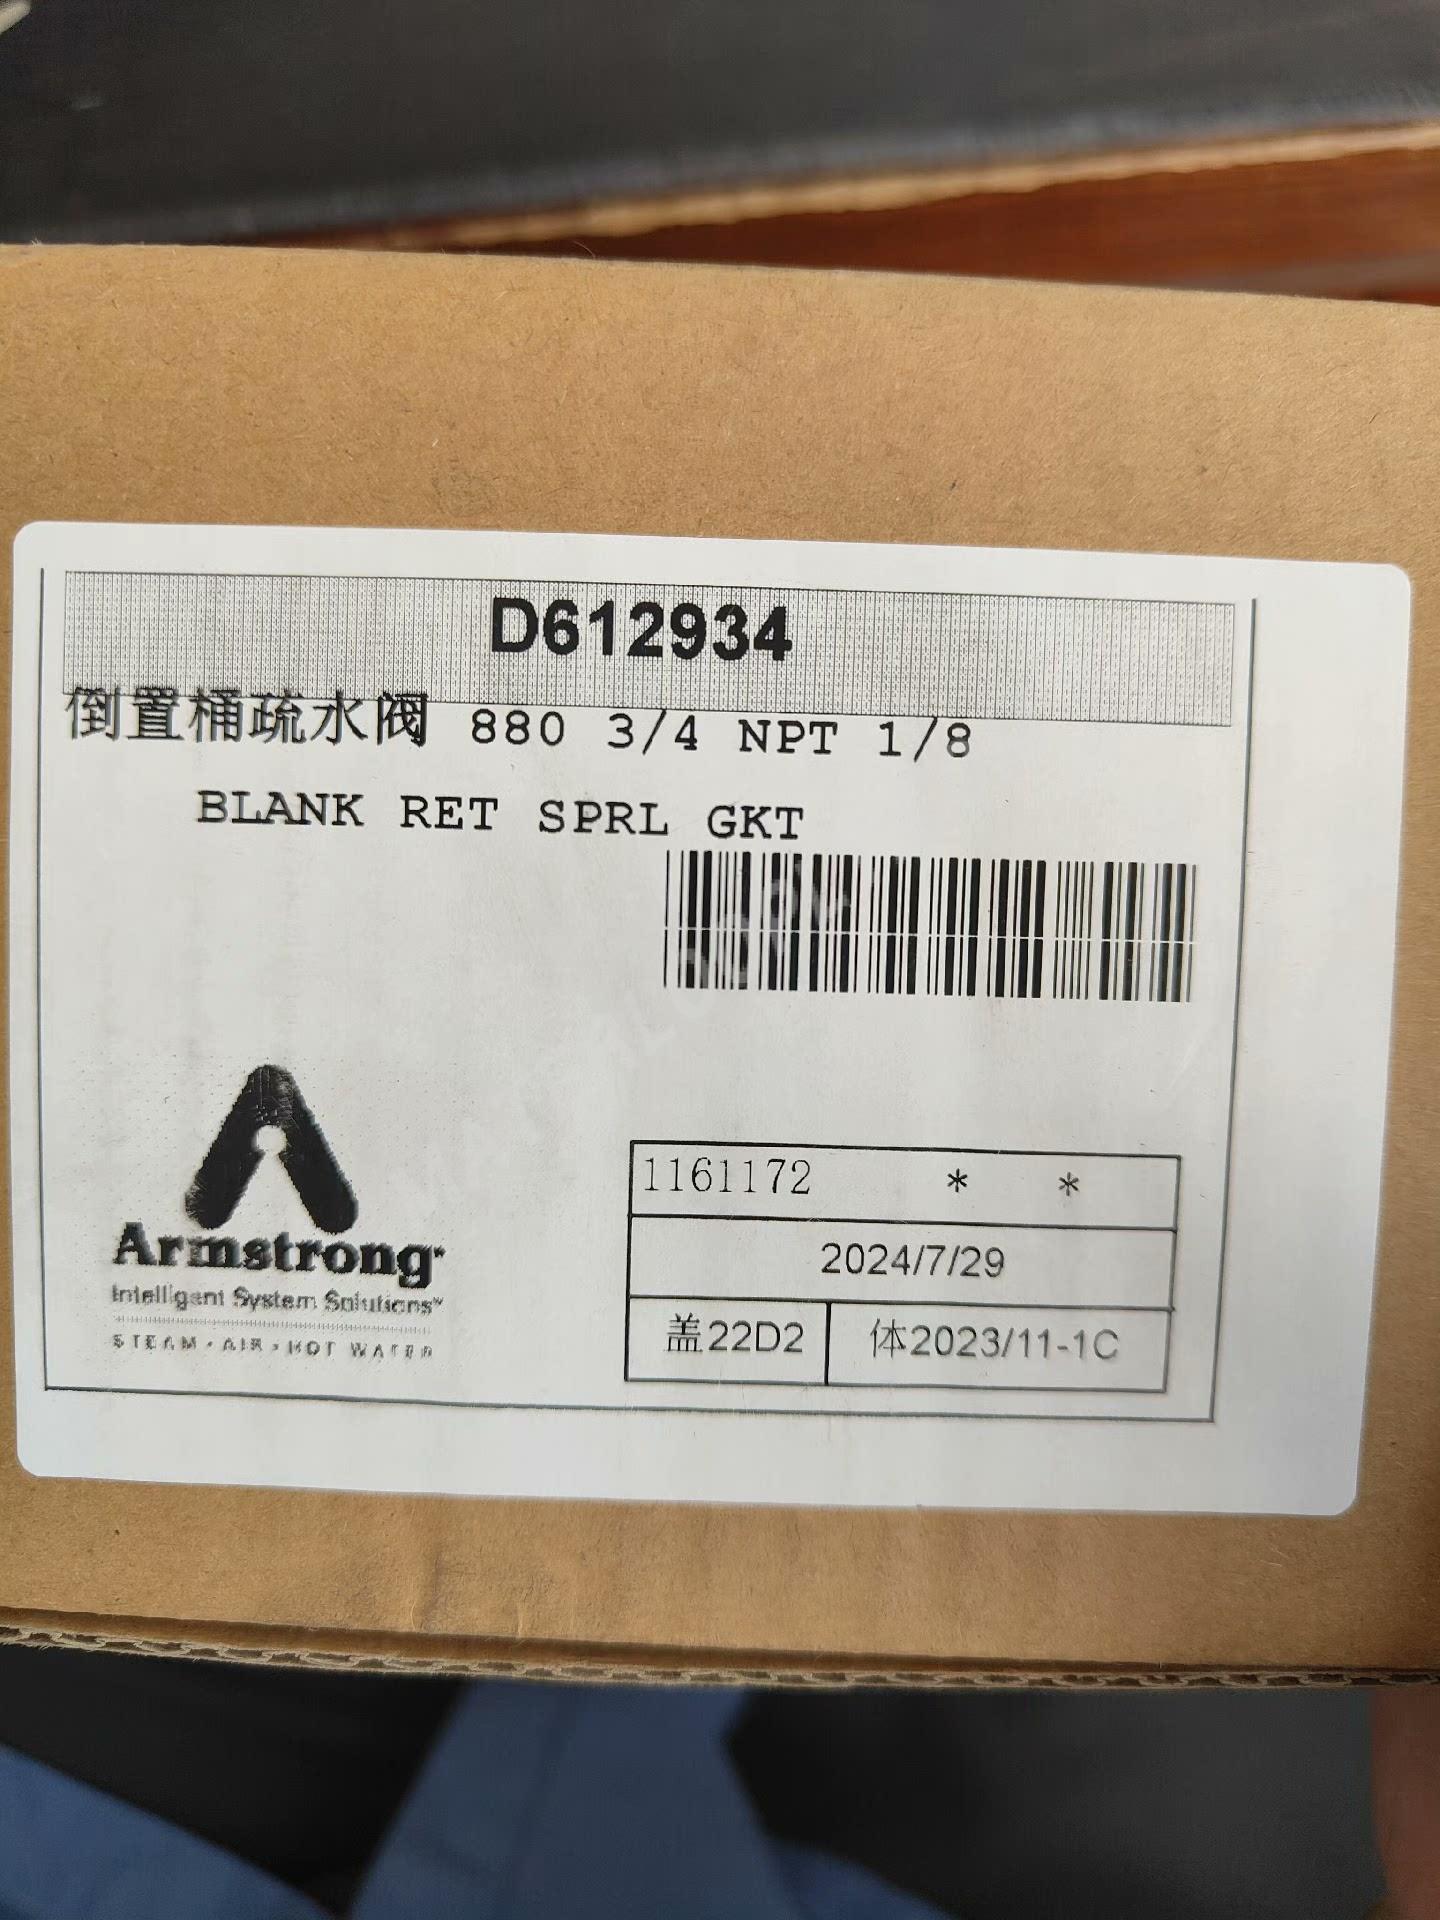 D612934
倒置桶疏水阀 880 3/4 NPT 1/8
BLANK RET SPRL GKT
Armstrong
Intelligent System Solutions™
STEAM • AIR • HOT WATER
1161172 * *
2024/7/29
盖22D2 体2023/11-1C